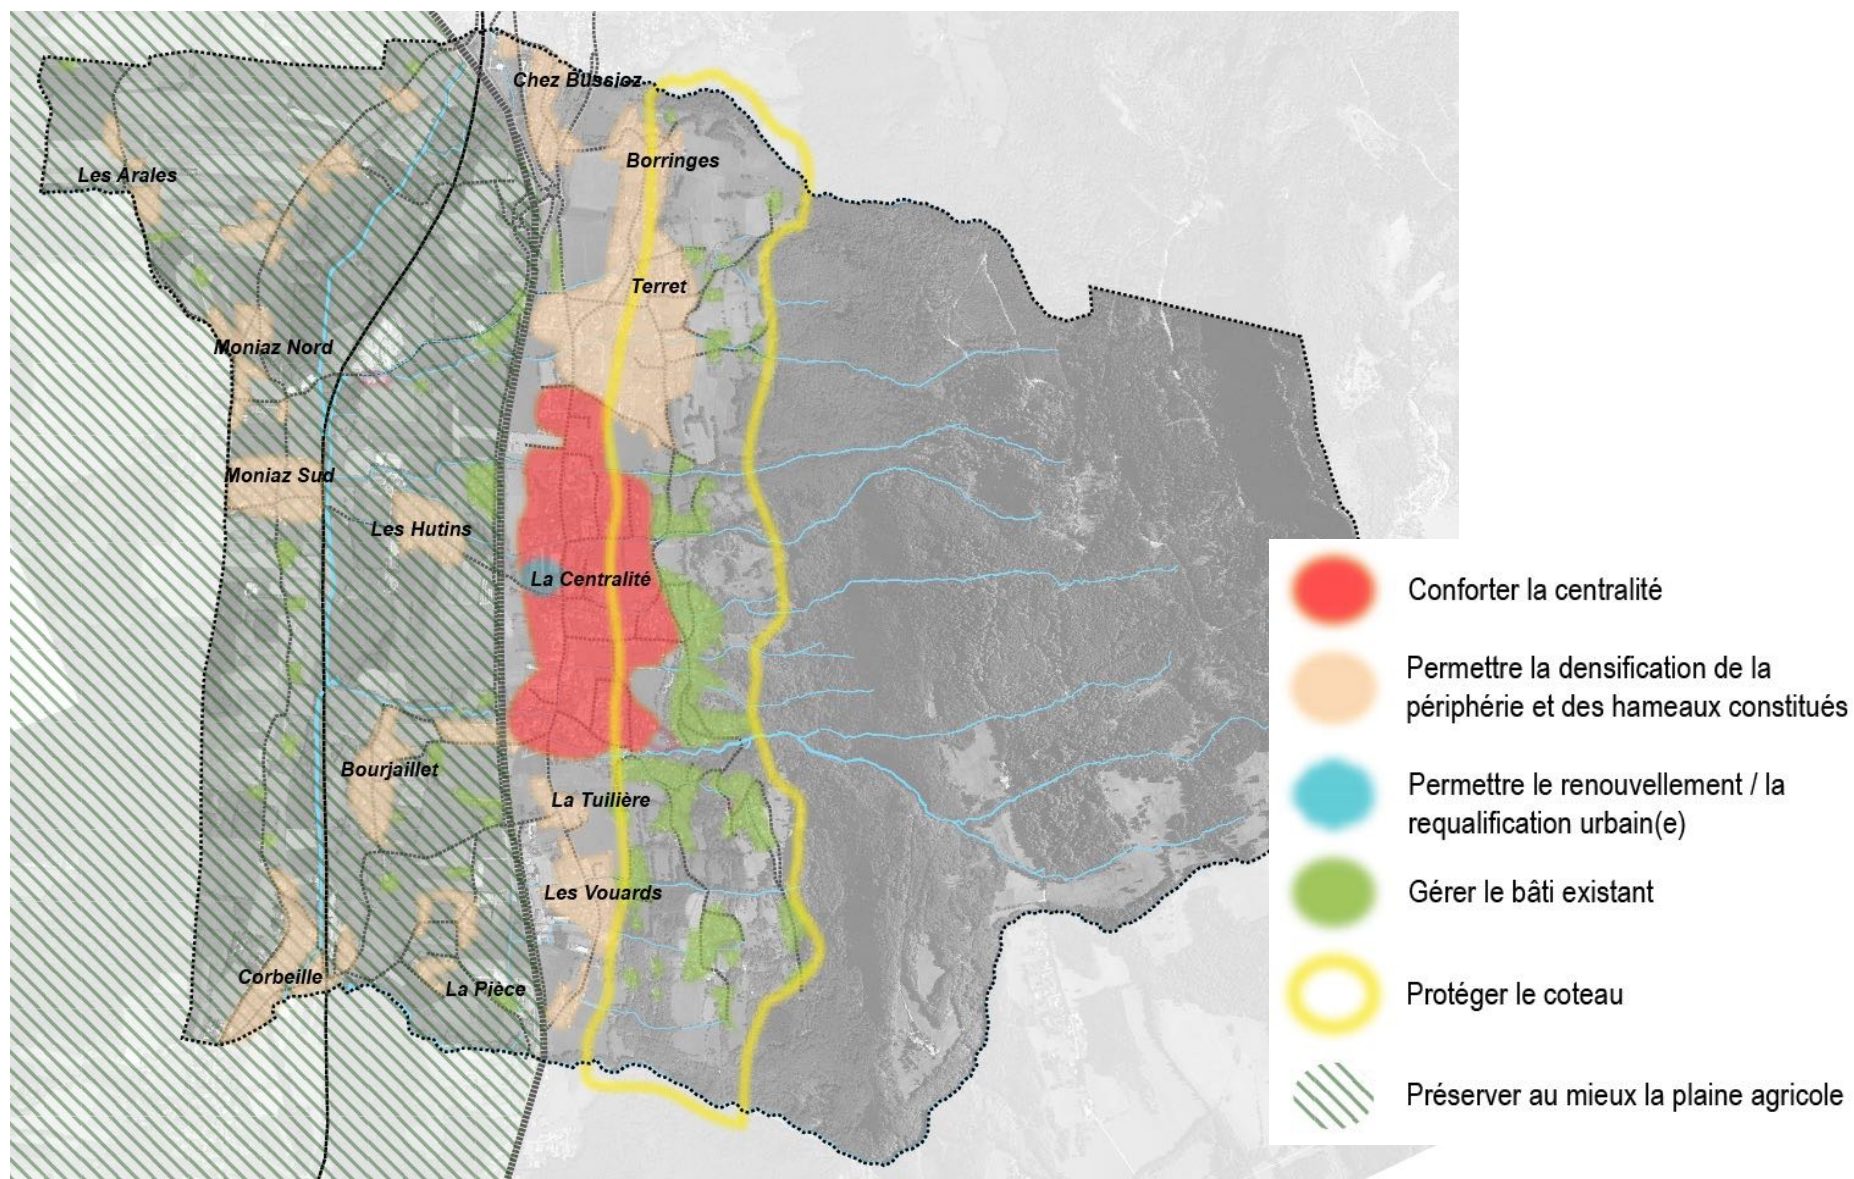 Chez Bussioz
Borringes
Les Arales
Terret
Moniaz Nord
Moniaz Sud
Les Hutins
La Centralité
Bourjaillet
La Tuilière
Les Vouards
Corbeille
La Pièce
Conforter la centralité
Permettre la densification de la
périphérie et des hameaux constitués
Permettre le renouvellement / la
requalification urbain(e)
Gérer le bâti existant
Protéger le coteau
Préserver au mieux la plaine agricole